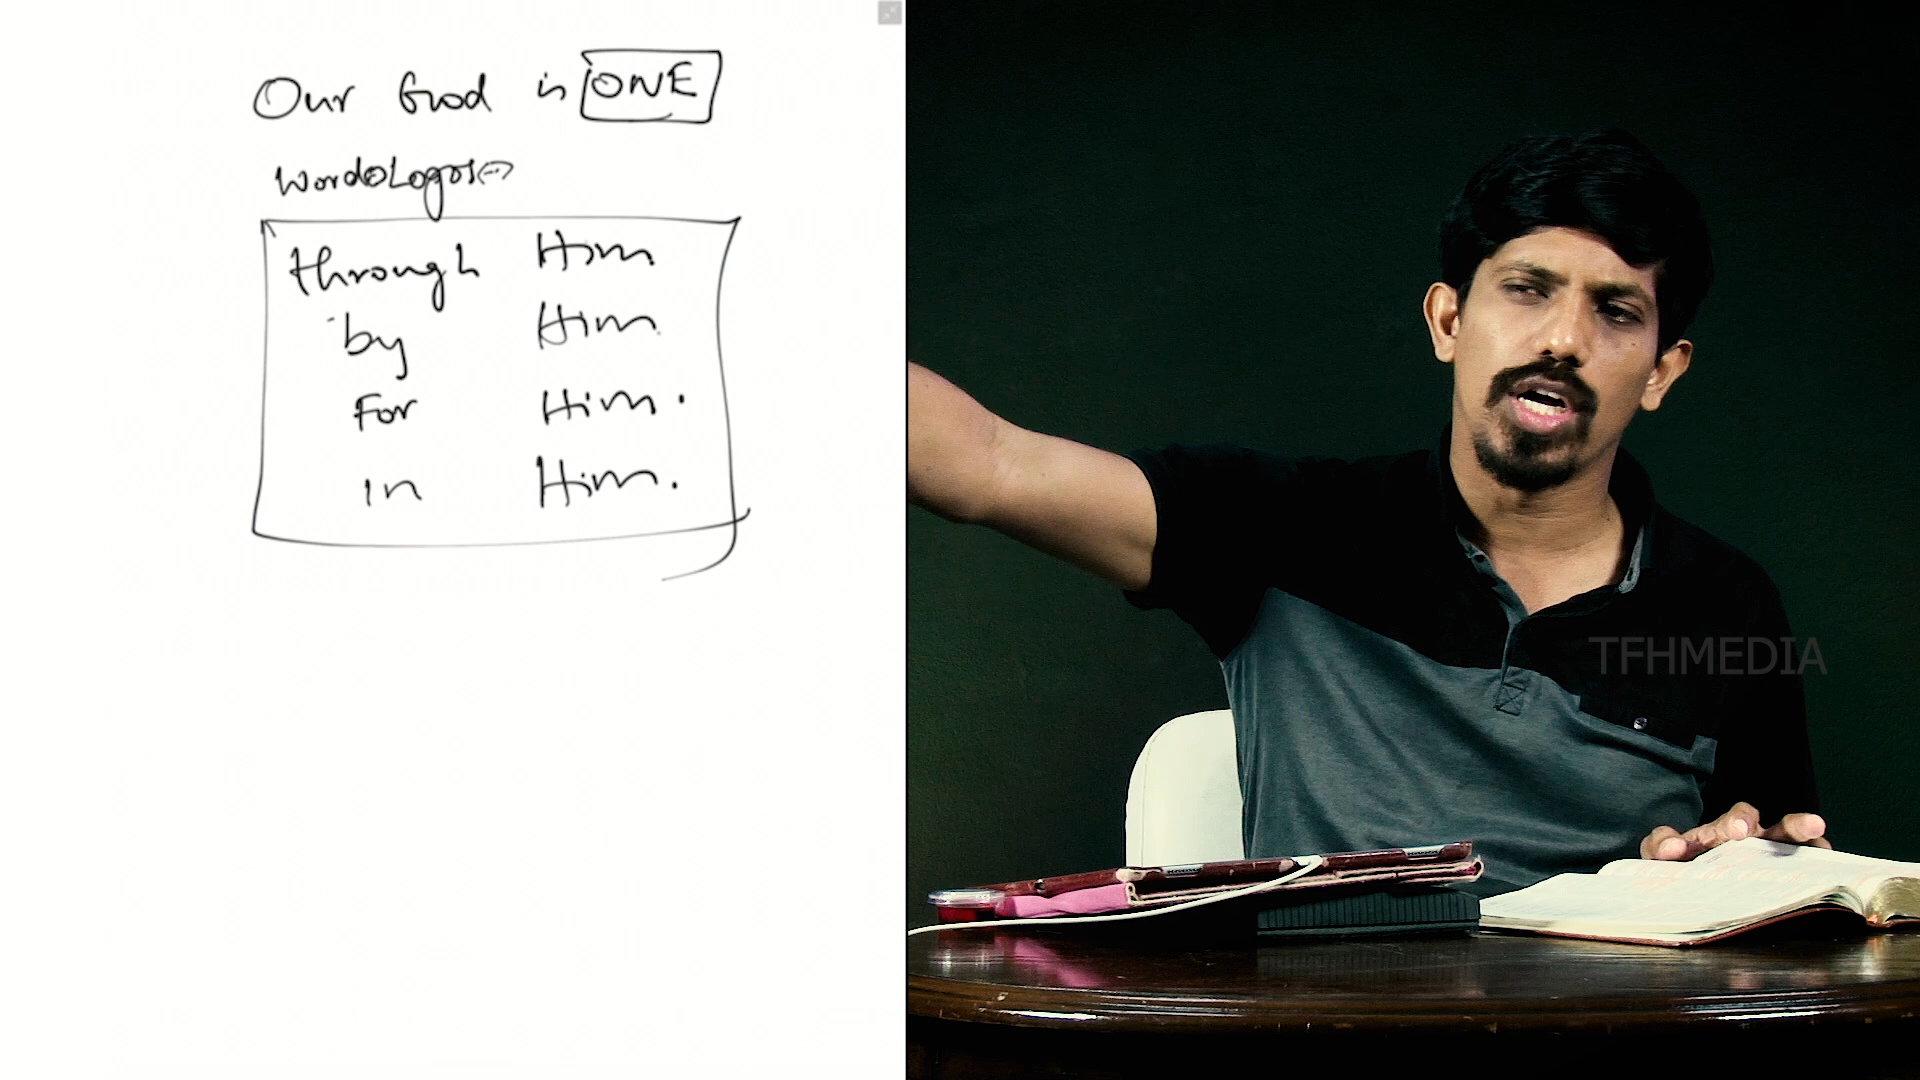 Our God is ONE
Word Logos
through Him
by Him
For Him.
in Him.
TFHMEDIA